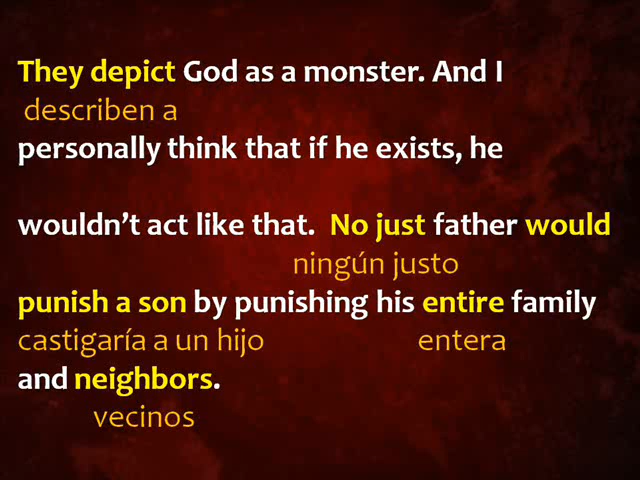 They depict God as a monster. And I
describen a
personally think that if he exists, he
wouldn’t act like that.  No just father would
ningún justo
punish a son by punishing his entire family
castigaría a un hijo entera
and neighbors.
vecinos